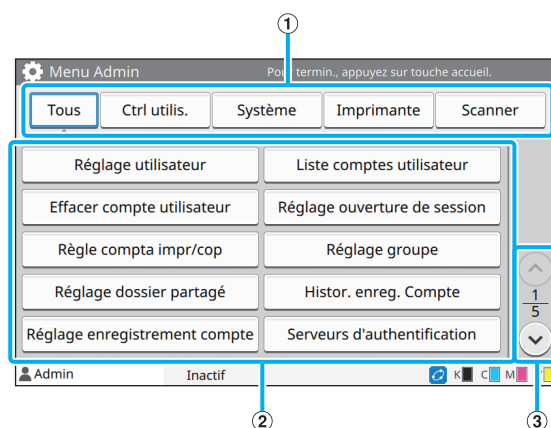 1
Menu Admin
Pour termin., appuyez sur touche accueil.
Tous Ctrl utilis. Système Imprimante Scanner
Réglage utilisateur Liste comptes utilisateur
Effacer compte utilisateur Réglage ouverture de session
Règle compta impr/cop Réglage groupe
Réglage dossier partagé Histor. enreg. Compte
1
5
Réglage enregistrement compte Serveurs d'authentification
Admin Inactif K C M
2 3